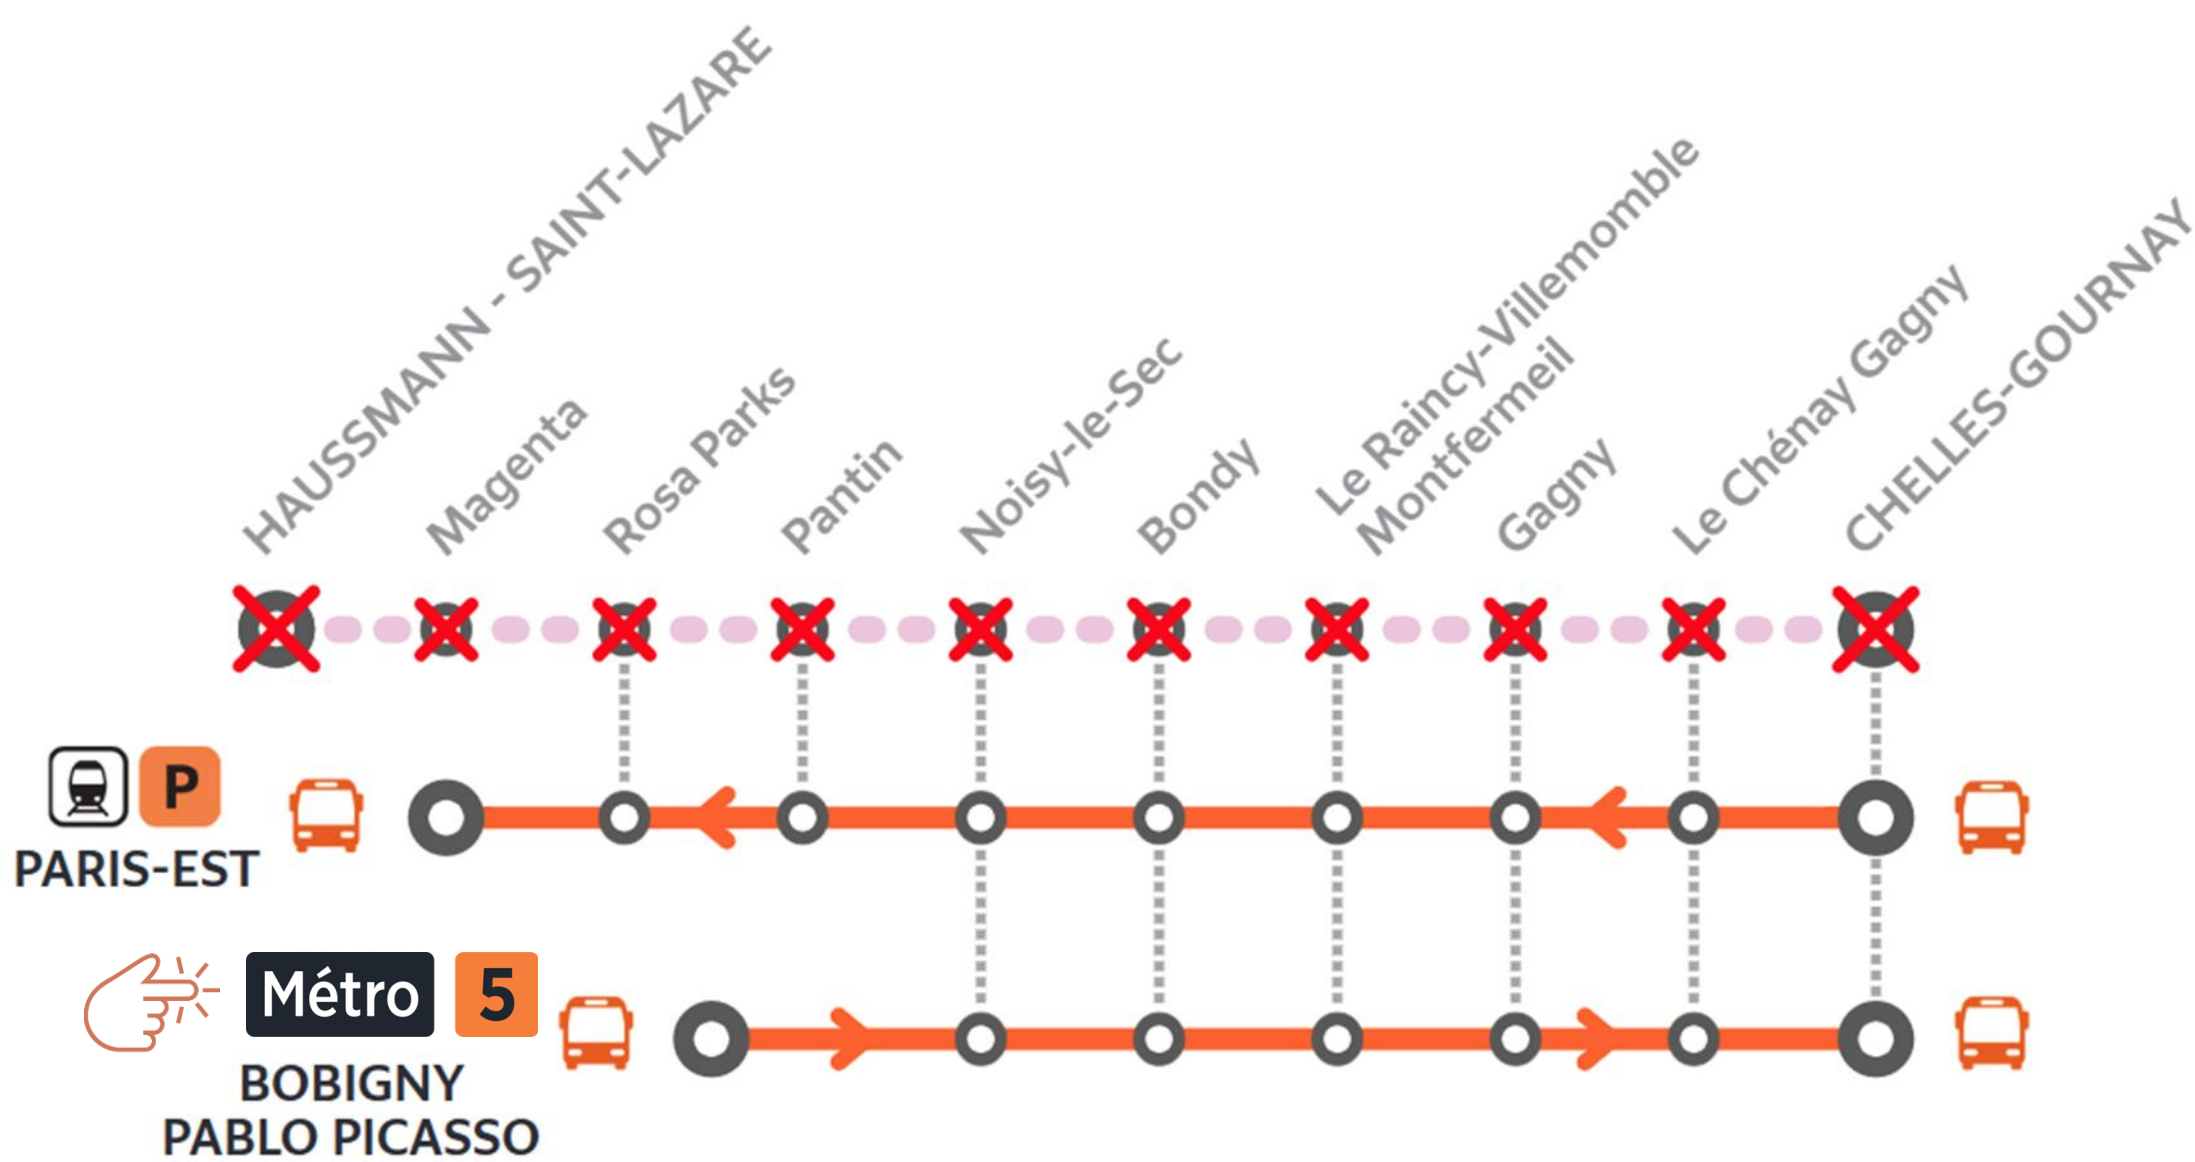 HAUSSMANN - SAINT-LAZARE
Magenta
Rosa Parks
Pantin
Noisy-le-Sec
Bondy
Le Raincy-Villemomble
Montfermeil
Gagny
Le Chénay Gagny
CHELLES-GOURNAY
P
PARIS-EST
Métro 5
BOBIGNY
PABLO PICASSO